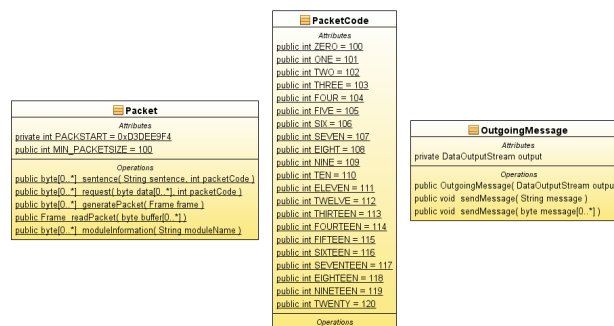 Packet
Attributes
private int PACKSTART = 0xD3DEE9F4
public int MIN_PACKETSIZE = 100
Operations
public byte[0..*] sentence( String sentence, int packetCode )
public byte[0..*] request( byte data[0..*], int packetCode )
public byte[0..*] generatePacket( Frame frame )
public Frame readPacket( byte buffer[0..*] )
public byte[0..*] moduleInformation( String moduleName )
PacketCode
Attributes
public int ZERO = 100
public int ONE = 101
public int TWO = 102
public int THREE = 103
public int FOUR = 104
public int FIVE = 105
public int SIX = 106
public int SEVEN = 107
public int EIGHT = 108
public int NINE = 109
public int TEN = 110
public int ELEVEN = 111
public int TWELVE = 112
public int THIRTEEN = 113
public int FOURTEEN = 114
public int FIFTEEN = 115
public int SIXTEEN = 116
public int SEVENTEEN = 117
public int EIGHTEEN = 118
public int NINETEEN = 119
public int TWENTY = 120
Operations
OutgoingMessage
Attributes
private DataOutputStream output
Operations
public OutgoingMessage( DataOutputStream outpu
public void sendMessage( String message )
public void sendMessage( byte message[0..*] )